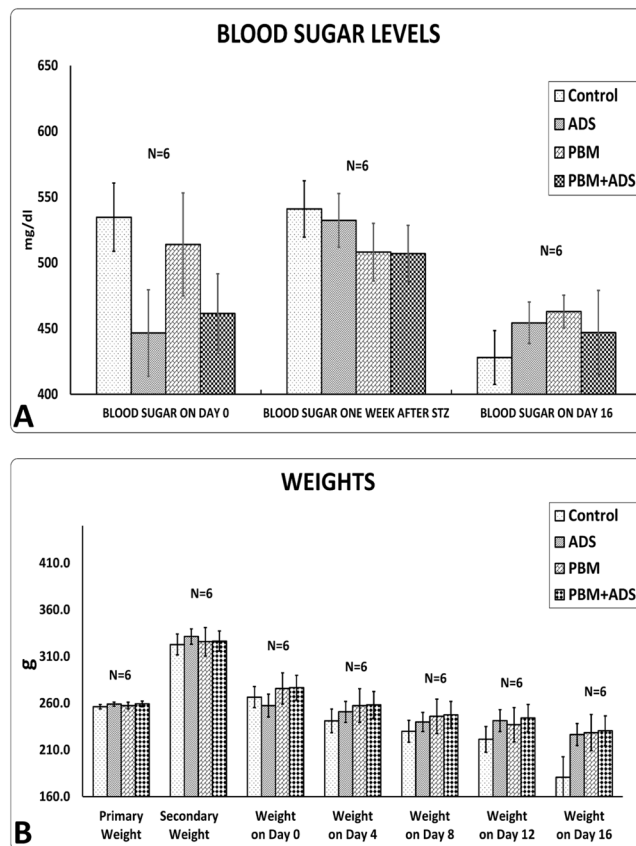 BLOOD SUGAR LEVELS
650
600
550
500
450
400
mg/dl
N=6
N=6
N=6
Control
ADS
PBM
PBM+ADS
BLOOD SUGAR ON DAY 0
BLOOD SUGAR ONE WEEK AFTER STZ
BLOOD SUGAR ON DAY 16
A
WEIGHTS
410.0
360.0
310.0
260.0
210.0
160.0
g
N=6
N=6
N=6
N=6
N=6
N=6
N=6
Control
ADS
PBM
PBM+ADS
Primary
Weight
Secondary
Weight
Weight
on Day 0
Weight
on Day 4
Weight
on Day 8
Weight
on Day 12
Weight
on Day 16
B